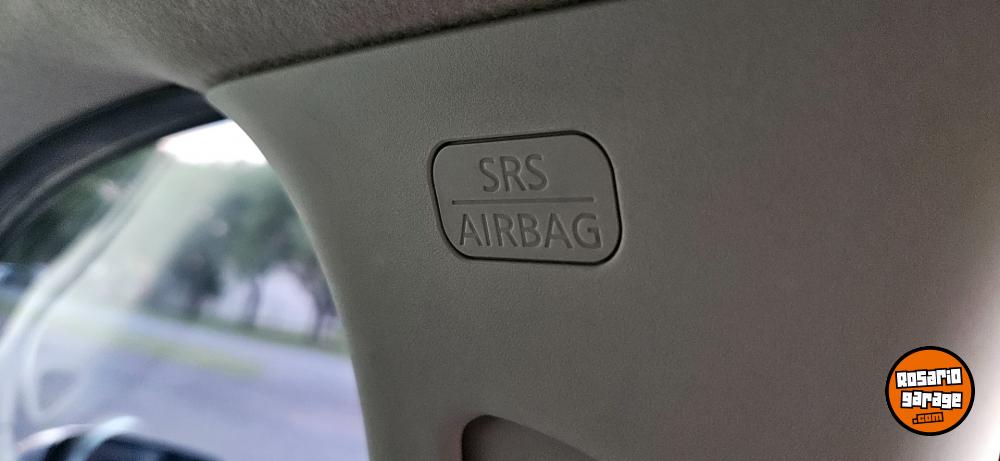 SRS
AIRBAG
Rosario
garage
.com